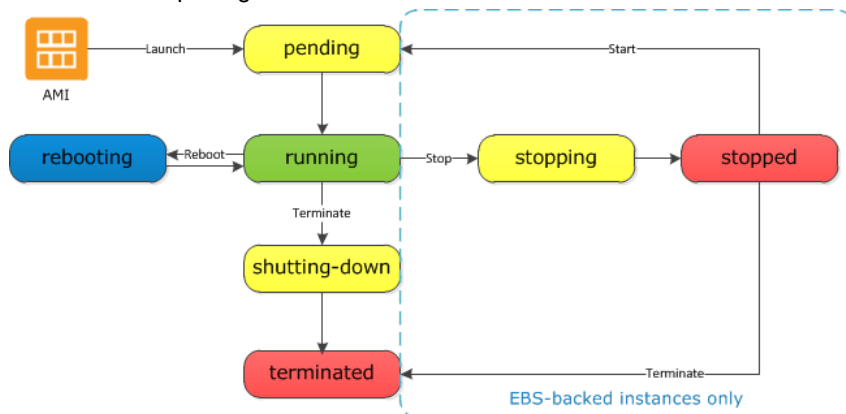 Launch
pending
Start
AMI
rebooting
Reboot
running
Stop
stopping
stopped
Terminate
shutting-down
terminated
Terminate
EBS-backed instances only